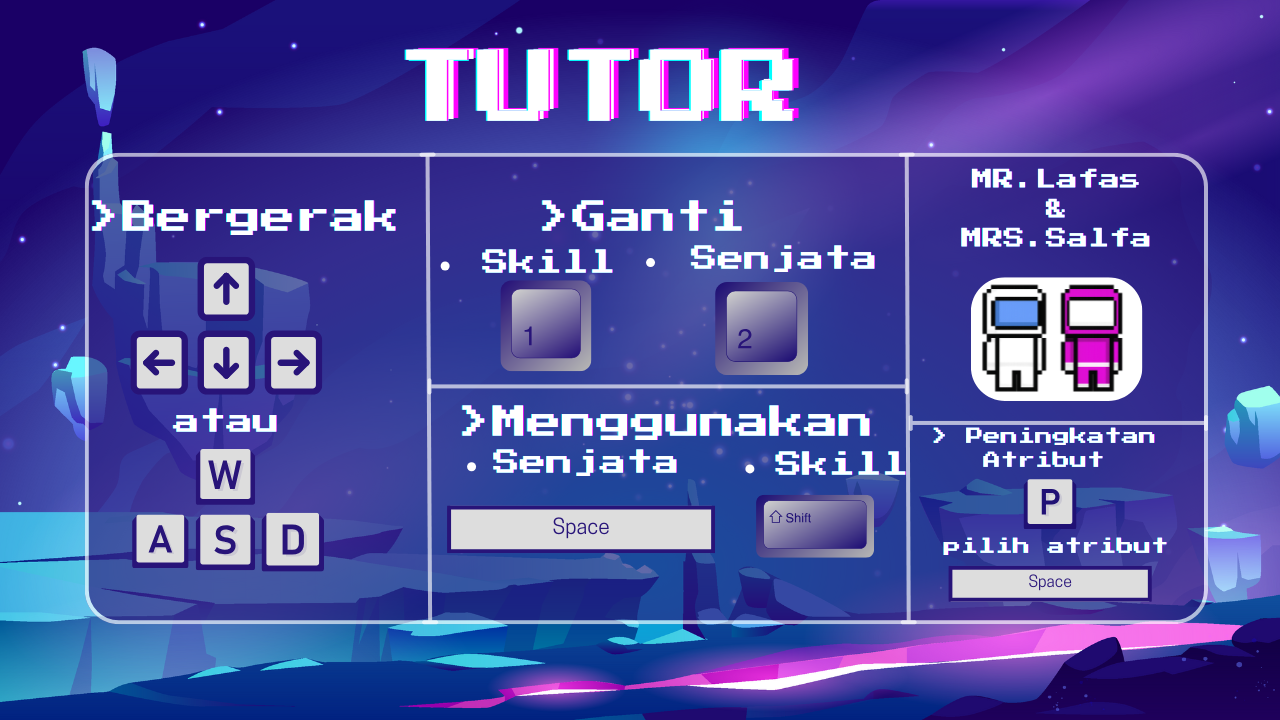 TUTOR
>Bergerak
↑
← ↓ →
atau
W
A S D
>Ganti
• Skill • Senjata
1 2
>Menggunakan
• Senjata • Skill
Space ⇧ Shift
MR.Lafas
&
MRS.Salfa
> Peningkatan
Atribut
P
pilih atribut
Space